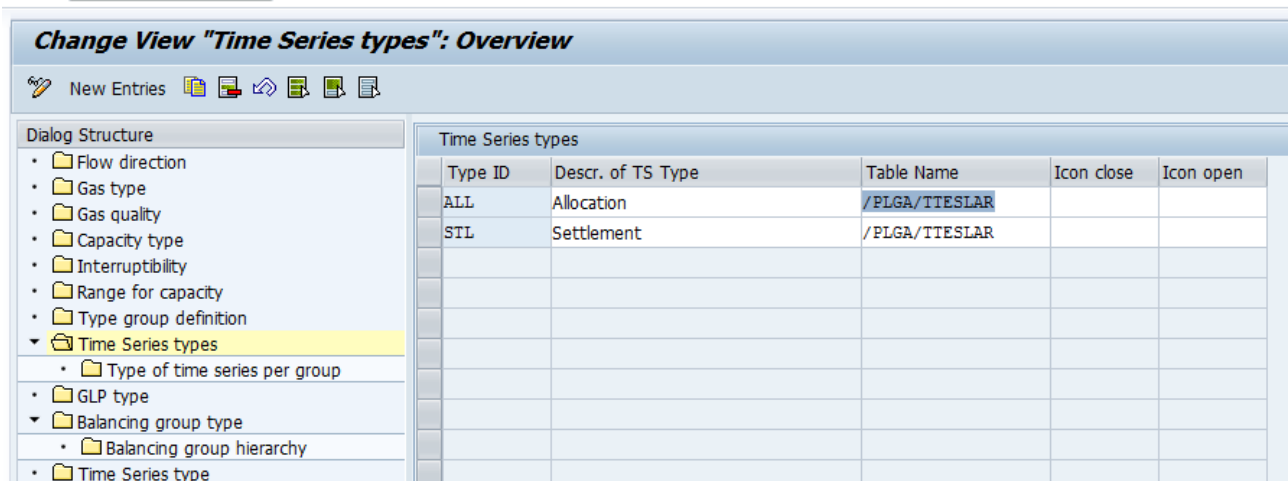 Change View "Time Series types": Overview
New Entries
Dialog Structure
Flow direction
Gas type
Gas quality
Capacity type
Interruptibility
Range for capacity
Type group definition
Time Series types
Type of time series per group
GLP type
Balancing group type
Balancing group hierarchy
Time Series type
Time Series types
Type ID Descr. of TS Type Table Name Icon close Icon open
ALL Allocation /PLGA/TTESLAR
STL Settlement /PLGA/TTESLAR